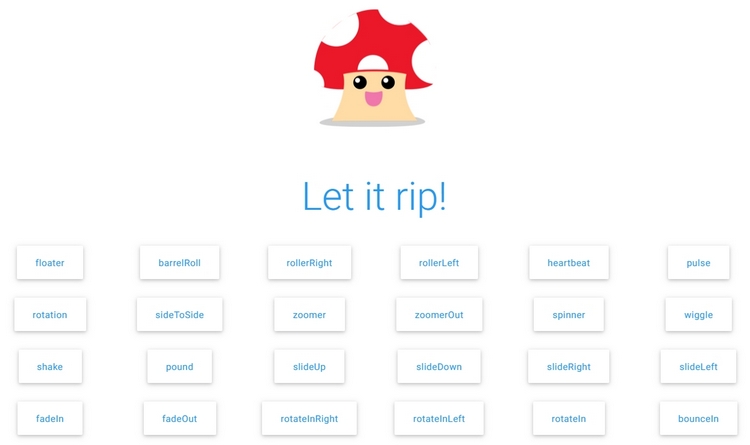 Let it rip!
floater barrelRoll rollerRight rollerLeft heartbeat pulse
rotation sideToSide zoomer zoomerOut spinner wiggle
shake pound slideUp slideDown slideRight slideLeft
fadeIn fadeOut rotateInRight rotateInLeft rotateIn bounceIn